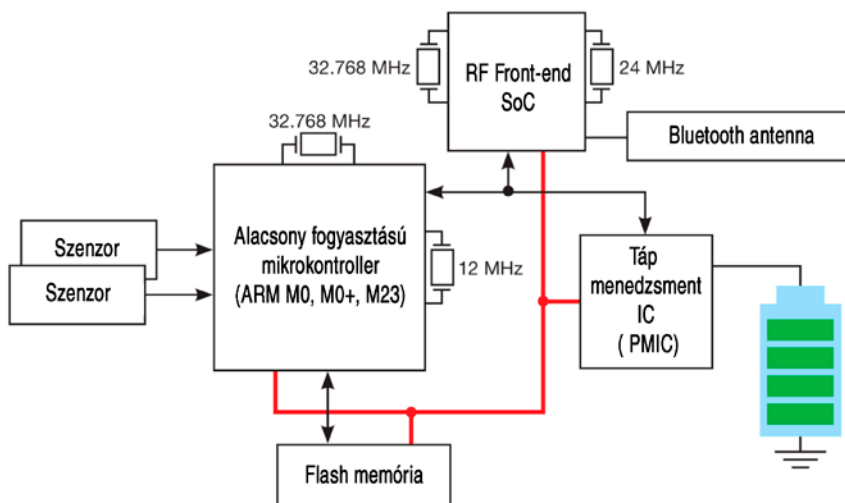 32.768 MHz
RF Front-end
SoC
24 MHz
Bluetooth antenna
32.768 MHz
Alacsony fogyasztású
mikrokontroller
(ARM M0, M0+, M23)
12 MHz
Szenzor
Szenzor
Táp
menedzsment
IC
( PMIC)
Flash memória